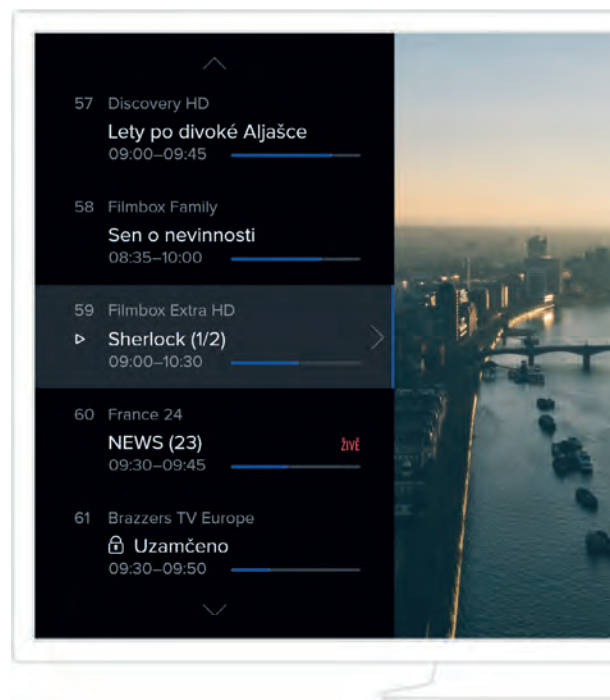 57 Discovery HD
Lety po divoké Aljašce
09:00–09:45
58 Filmbox Family
Sen o nevinnosti
08:35–10:00
59 Filmbox Extra HD
Sherlock (1/2)
09:00–10:30
60 France 24
NEWS (23) ŽIVĚ
09:30–09:45
61 Brazzers TV Europe
Uzamčeno
09:30–09:50